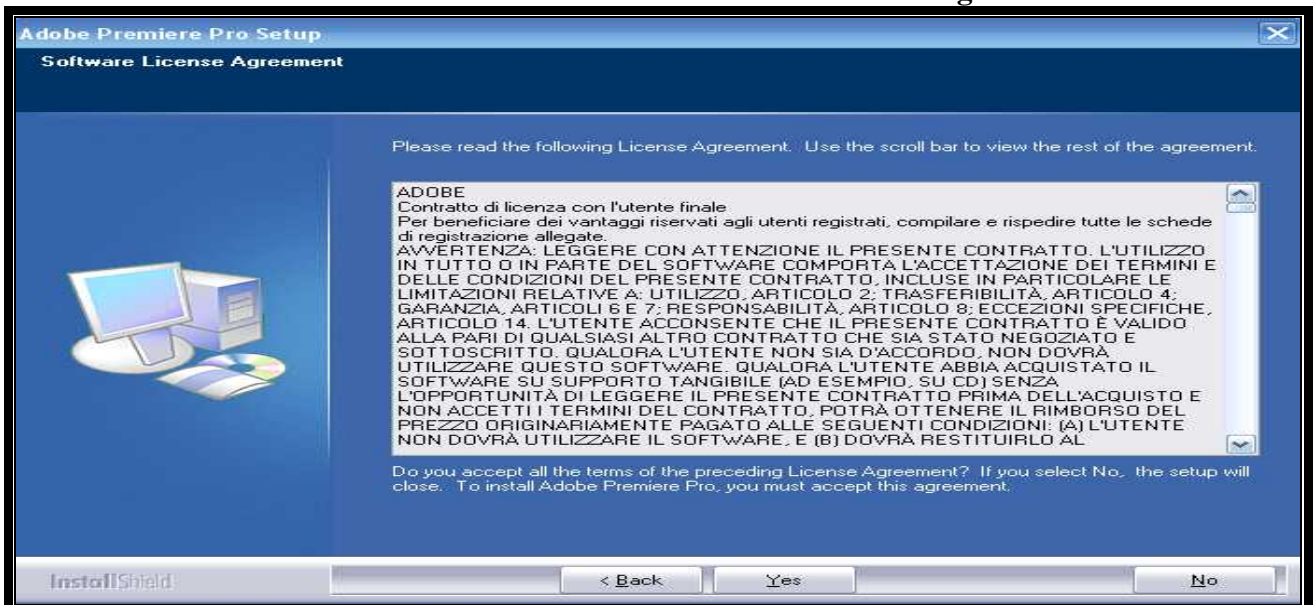 Adobe Premiere Pro Setup
Software License Agreement
Please read the following License Agreement. Use the scroll bar to view the rest of the agreement.
ADOBE
Contratto di licenza con l'utente finale
Per beneficiare dei vantaggi riservati agli utenti registrati, compilare e rispedire tutte le schede
di registrazione allegate.
AVVERTENZA: LEGGERE CON ATTENZIONE IL PRESENTE CONTRATTO. L'UTILIZZO
IN TUTTO O IN PARTE DEL SOFTWARE COMPORTA L'ACCETTAZIONE DEI TERMINI E
DELLE CONDIZIONI DEL PRESENTE CONTRATTO, INCLUSE IN PARTICOLARE LE
LIMITAZIONI RELATIVE A: UTILIZZO, ARTICOLO 2; TRASFERIBILITÀ, ARTICOLO 4;
GARANZIA, ARTICOLI 6 E 7; RESPONSABILITÀ, ARTICOLO 8; ECCEZIONI SPECIFICHE,
ARTICOLO 14. L'UTENTE ACCONSENTE CHE IL PRESENTE CONTRATTO È VALIDO
ALLA PARI DI QUALSIASI ALTRO CONTRATTO CHE SIA STATO NEGOZIATO E
SOTTOSCRITTO. QUALORA L'UTENTE NON SIA D'ACCORDO, NON DOVRÀ
UTILIZZARE QUESTO SOFTWARE. QUALORA L'UTENTE ABBIA ACQUISTATO IL
SOFTWARE SU SUPPORTO TANGIBILE (AD ESEMPIO, SU CD) SENZA
L'OPPORTUNITÀ DI LEGGERE IL PRESENTE CONTRATTO PRIMA DELL'ACQUISTO E
NON ACCETTI I TERMINI DEL CONTRATTO, POTRÀ OTTENERE IL RIMBORSO DEL
PREZZO ORIGINARIAMENTE PAGATO ALLE SEGUENTI CONDIZIONI: (A) L'UTENTE
NON DOVRÀ UTILIZZARE IL SOFTWARE, E (B) DOVRÀ RESTITUIRLO AL
Do you accept all the terms of the preceding License Agreement? If you select No, the setup will
close. To install Adobe Premiere Pro, you must accept this agreement.
InstallShield
< Back
Yes
No